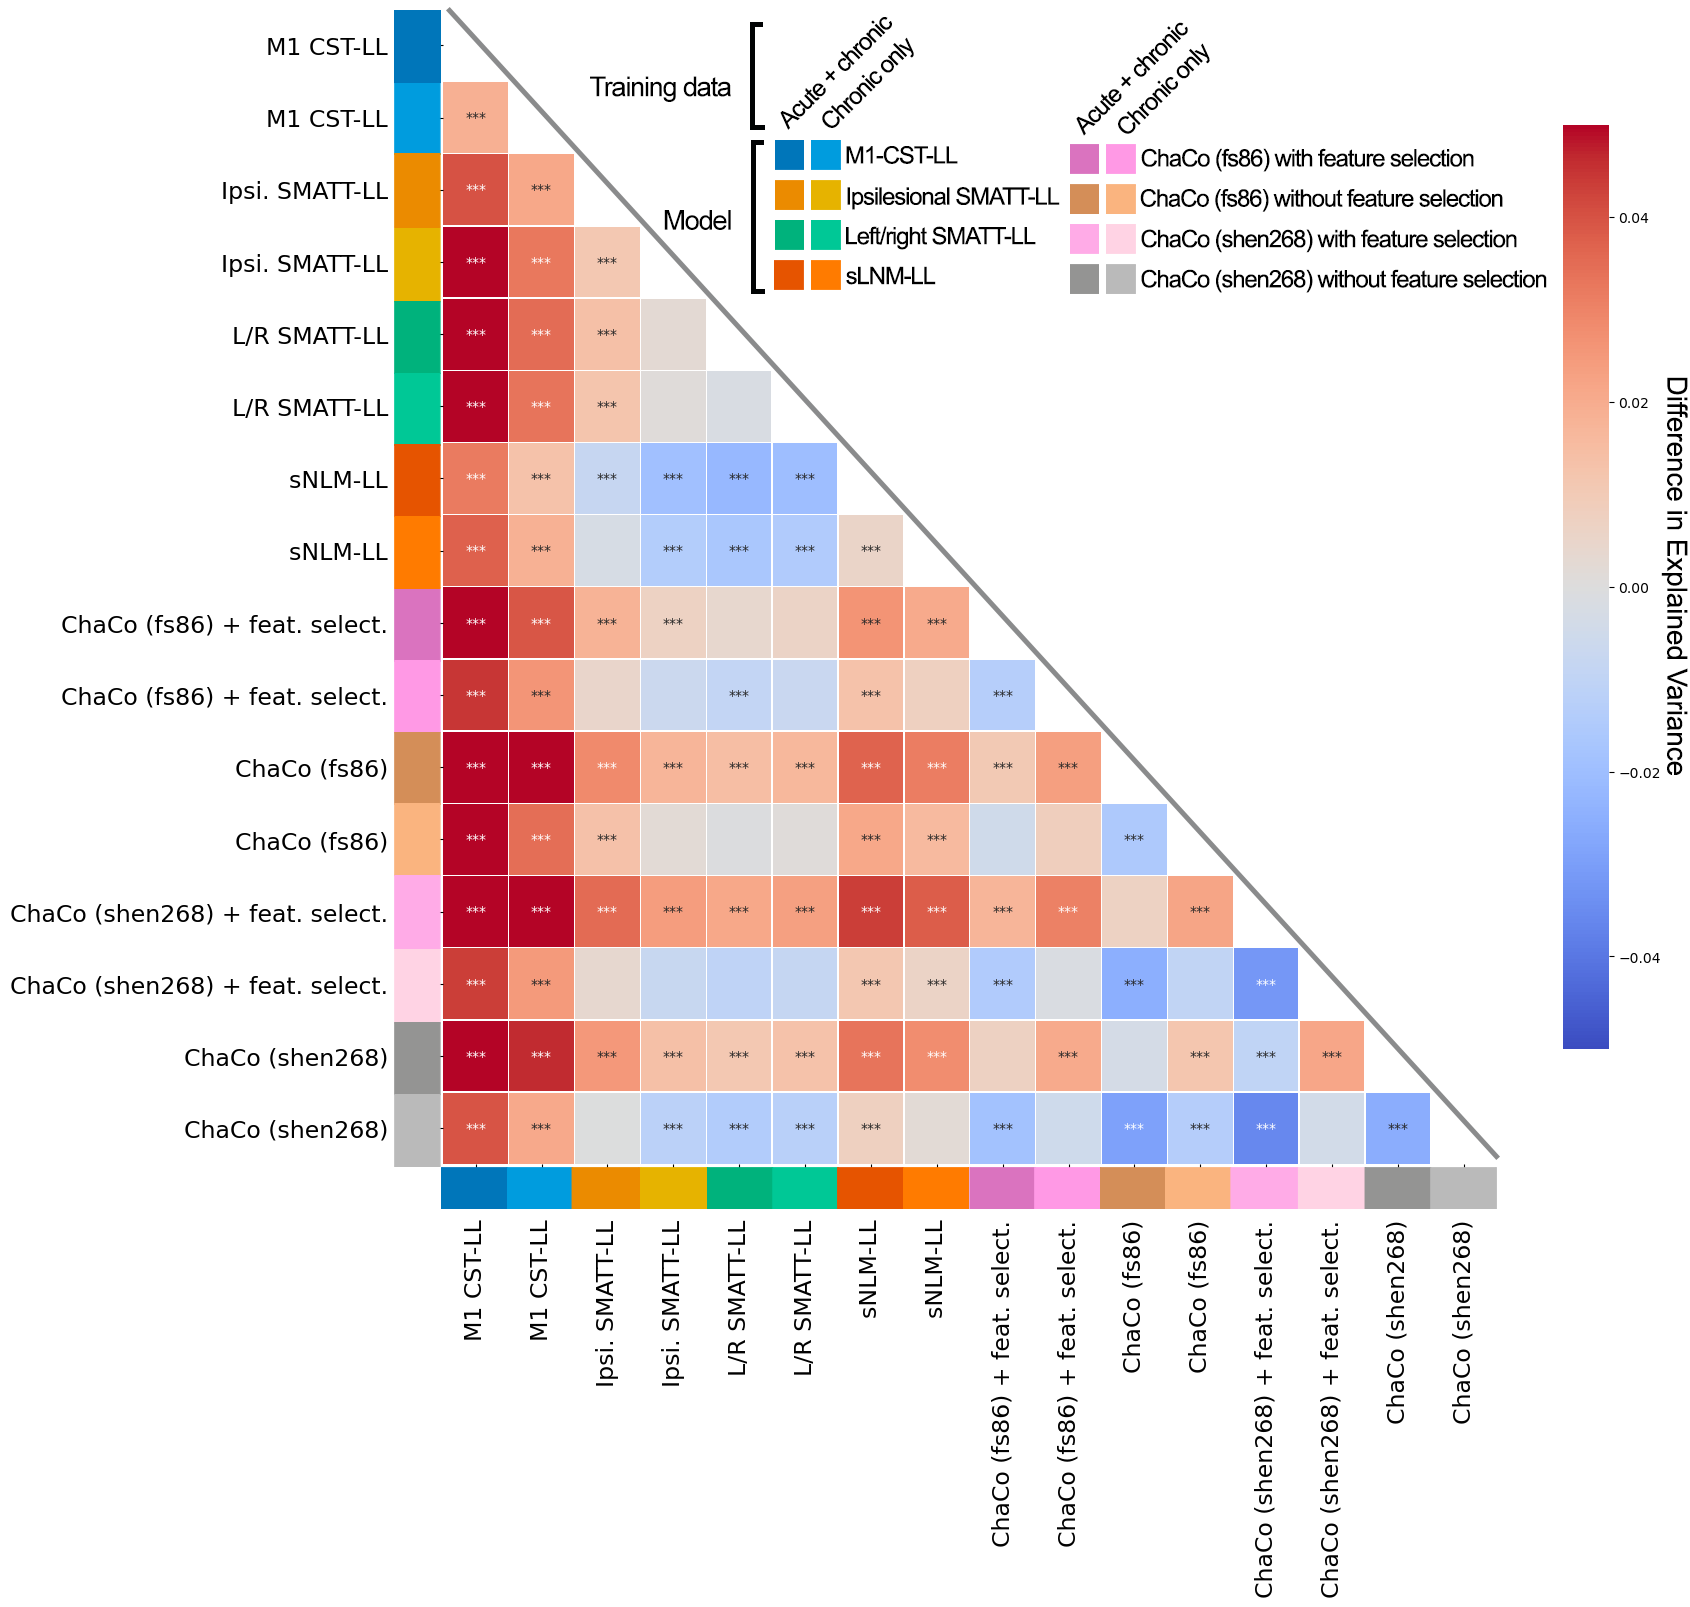 Training data
Acute + chronic
Chronic only
Acute + chronic
Chronic only
Model
M1-CST-LL
Ipsilesional SMATT-LL
Left/right SMATT-LL
sLNM-LL
ChaCo (fs86) with feature selection
ChaCo (fs86) without feature selection
ChaCo (shen268) with feature selection
ChaCo (shen268) without feature selection
M1 CST-LL
M1 CST-LL ***
Ipsi. SMATT-LL *** ***
Ipsi. SMATT-LL *** *** ***
L/R SMATT-LL *** *** ***
L/R SMATT-LL *** *** ***
sNLM-LL *** *** *** *** *** ***
sNLM-LL *** *** *** *** *** ***
ChaCo (fs86) + feat. select. *** *** *** *** *** ***
ChaCo (fs86) + feat. select. *** *** *** *** ***
ChaCo (fs86) *** *** *** *** *** *** *** *** *** ***
ChaCo (fs86) *** *** *** *** *** ***
ChaCo (shen268) + feat. select. *** *** *** *** *** *** *** *** *** *** ***
ChaCo (shen268) + feat. select. *** *** *** *** *** *** ***
ChaCo (shen268) *** *** *** *** *** *** *** *** *** *** *** ***
ChaCo (shen268) *** *** *** *** *** *** *** *** *** *** ***
M1 CST-LL
M1 CST-LL
Ipsi. SMATT-LL
Ipsi. SMATT-LL
L/R SMATT-LL
L/R SMATT-LL
sNLM-LL
sNLM-LL
ChaCo (fs86) + feat. select.
ChaCo (fs86) + feat. select.
ChaCo (fs86)
ChaCo (fs86)
ChaCo (shen268) + feat. select.
ChaCo (shen268) + feat. select.
ChaCo (shen268)
ChaCo (shen268)
0.04
0.02
0.00
−0.02
−0.04
Difference in Explained Variance